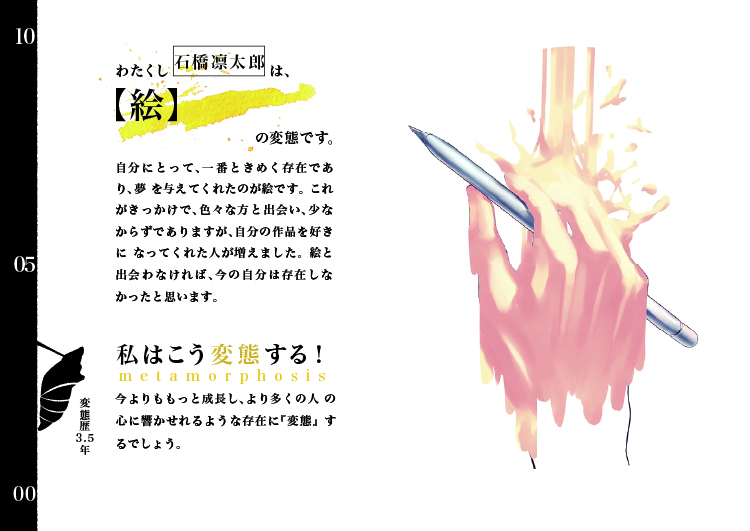 10
05
00
わたくし 石橋凛太郎 は、
【絵】
の変態です。
自分にとって、一番ときめく存在であ
り、夢 を与えてくれたのが絵です。これ
がきっかけで、色々な方と出会い、少な
からずでありますが、自分の作品を好き
に なってくれた人が増えました。絵と
出会わなければ、今の自分は存在しな
かったと思います。
私はこう変態する！
metamorphosis
今よりももっと成長し、より多くの人 の
心に響かせれるような存在に『変態』す
るでしょう。
変態歴
3.5
年